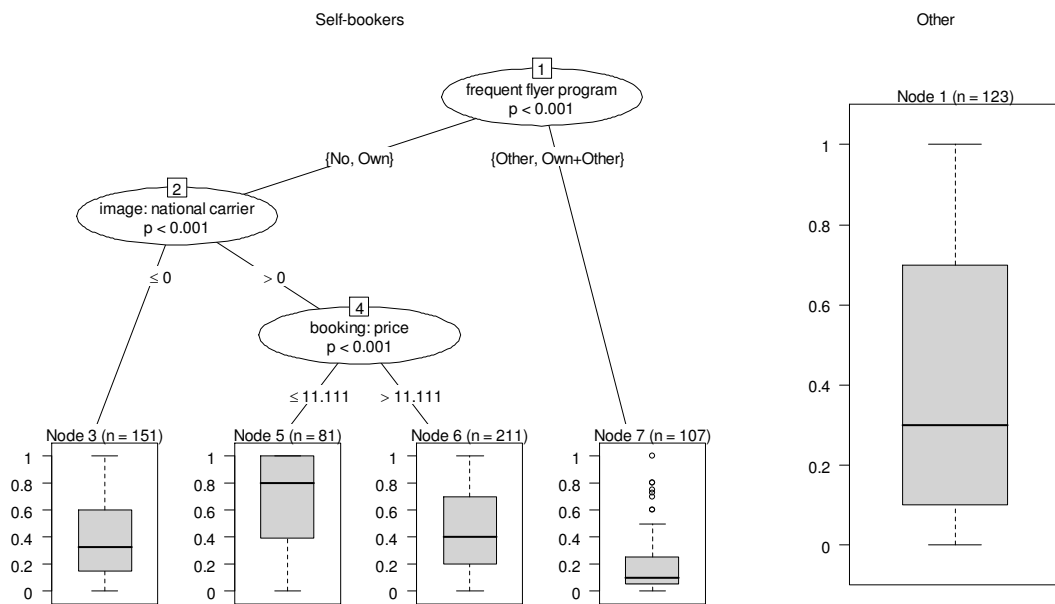 Self-bookers
Other
1
frequent flyer program
p < 0.001
{No, Own}
{Other, Own+Other}
2
image: national carrier
p < 0.001
≤ 0
> 0
4
booking: price
p < 0.001
≤ 11.111
> 11.111
Node 3 (n = 151)
1
0.8
0.6
0.4
0.2
0
Node 5 (n = 81)
1
0.8
0.6
0.4
0.2
0
Node 6 (n = 211)
1
0.8
0.6
0.4
0.2
0
Node 7 (n = 107)
1
0.8
0.6
0.4
0.2
0
Node 1 (n = 123)
1
0.8
0.6
0.4
0.2
0